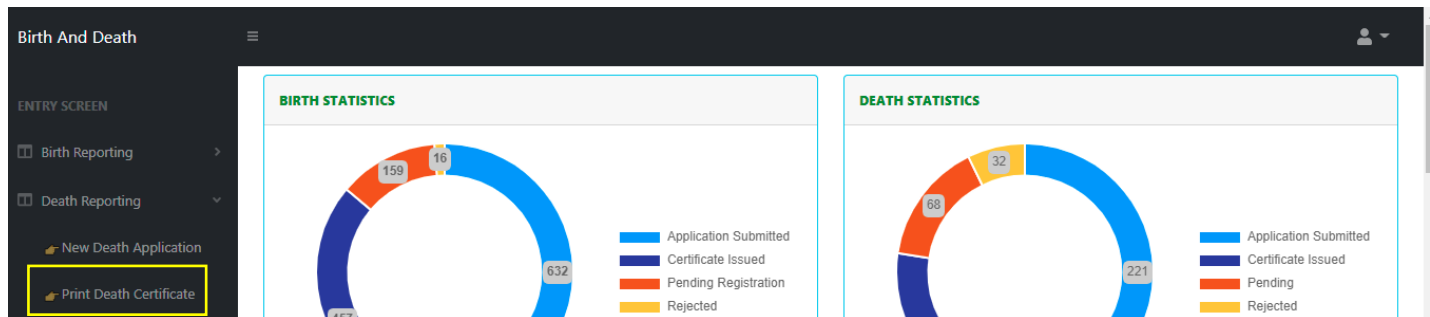 Birth And Death
ENTRY SCREEN
Birth Reporting
Death Reporting
New Death Application
Print Death Certificate
BIRTH STATISTICS
159
16
632
457
Application Submitted
Certificate Issued
Pending Registration
Rejected
DEATH STATISTICS
32
68
221
Application Submitted
Certificate Issued
Pending
Rejected